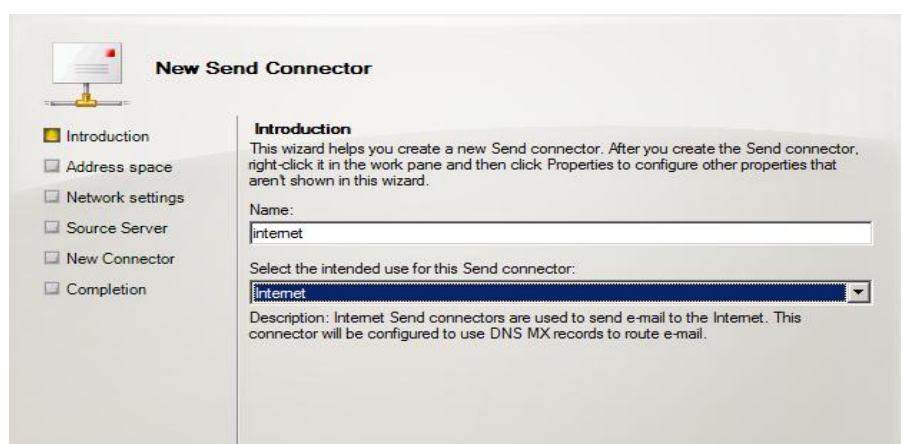 New Send Connector
Introduction
Address space
Network settings
Source Server
New Connector
Completion
Introduction
This wizard helps you create a new Send connector. After you create the Send connector,
right-click it in the work pane and then click Properties to configure other properties that
aren't shown in this wizard.
Name:
internet
Select the intended use for this Send connector:
Internet
Description: Internet Send connectors are used to send e-mail to the Internet. This
connector will be configured to use DNS MX records to route e-mail.